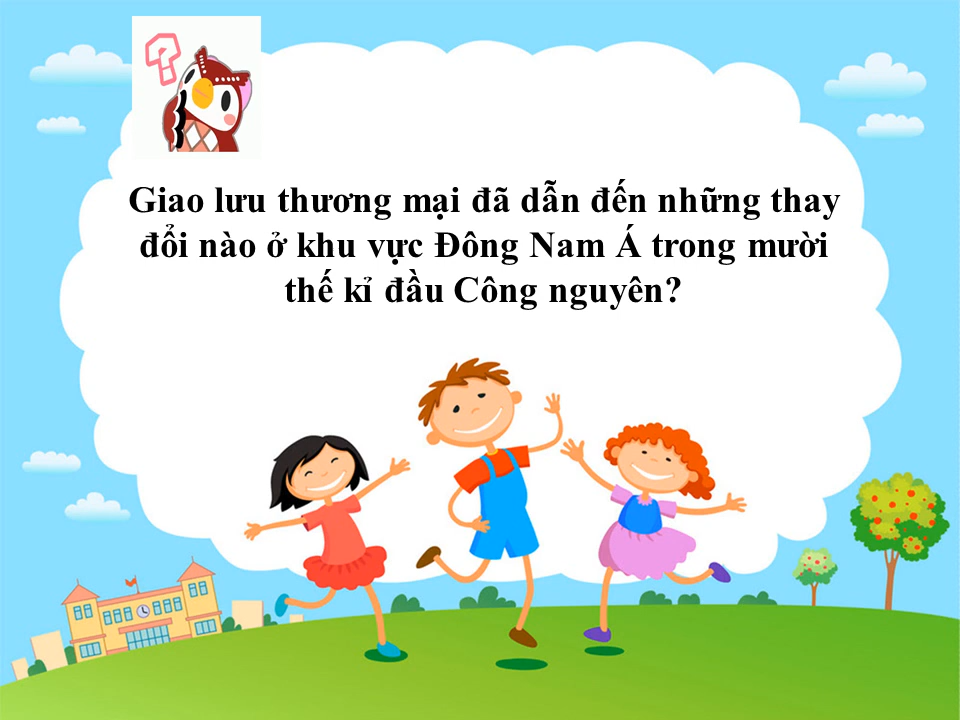 Giao lưu thương mại đã dẫn đến những thay
đổi nào ở khu vực Đông Nam Á trong mười
thế kỉ đầu Công nguyên?